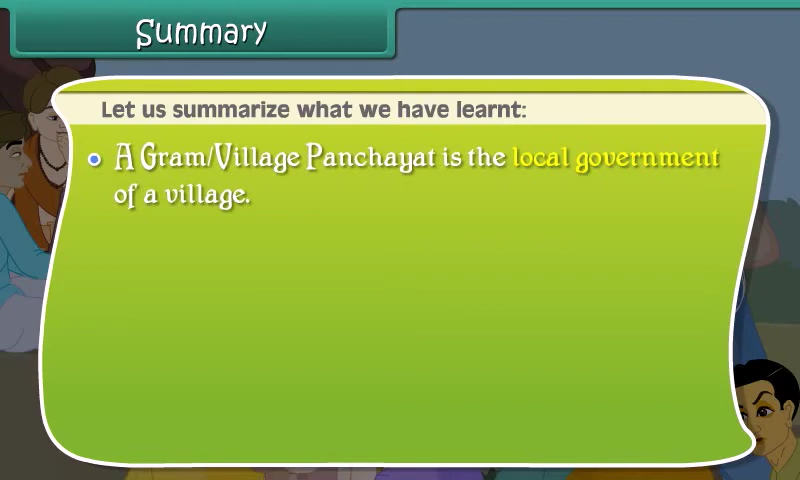 Summary
Let us summarize what we have learnt:
A Gram/Village Panchayat is the local government
of a village.